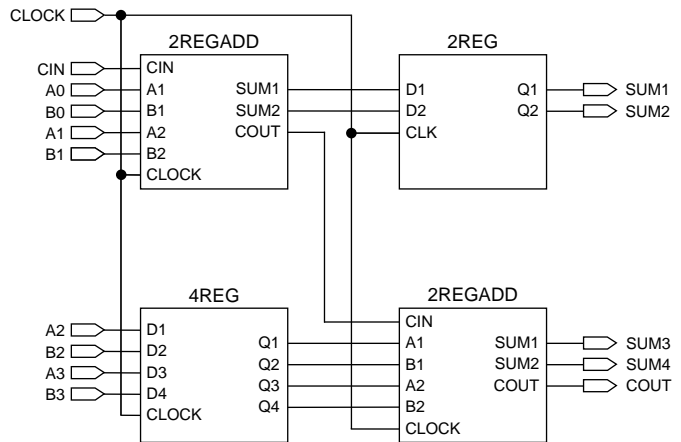 CLOCK
2REGADD
2REG
CIN
A0
B0
A1
B1
CIN
A1
B1
A2
B2
CLOCK
SUM1
SUM2
COUT
D1
D2
CLK
Q1
Q2
SUM1
SUM2
4REG
2REGADD
A2
B2
A3
B3
D1
D2
D3
D4
CLOCK
Q1
Q2
Q3
Q4
CIN
A1
B1
A2
B2
CLOCK
SUM1
SUM2
COUT
SUM3
SUM4
COUT